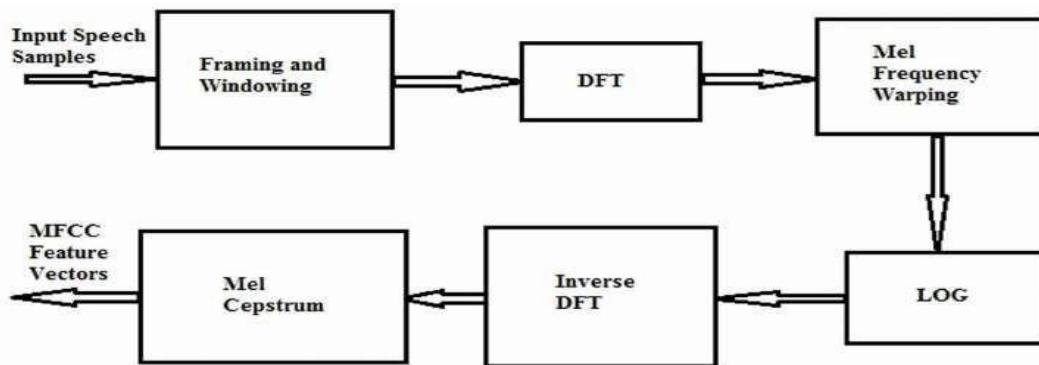 Input Speech
Samples
Framing and
Windowing
DFT
Mel
Frequency
Warping
LOG
Inverse
DFT
Mel
Cepstrum
MFCC
Feature
Vectors